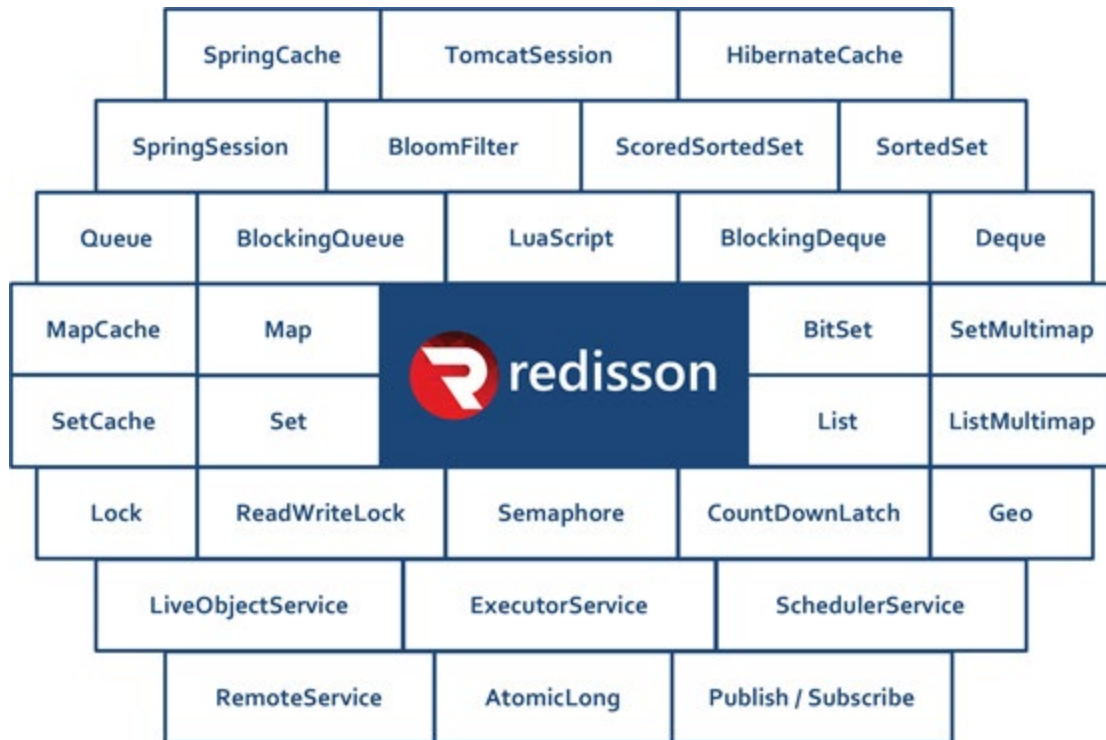 SpringCache TomcatSession HibernateCache
SpringSession BloomFilter ScoredSortedSet SortedSet
Queue BlockingQueue LuaScript BlockingDeque Deque
MapCache Map BitSet SetMultimap
redisson
SetCache Set List ListMultimap
Lock ReadWriteLock Semaphore CountDownLatch Geo
LiveObjectService ExecutorService SchedulerService
RemoteService AtomicLong Publish / Subscribe